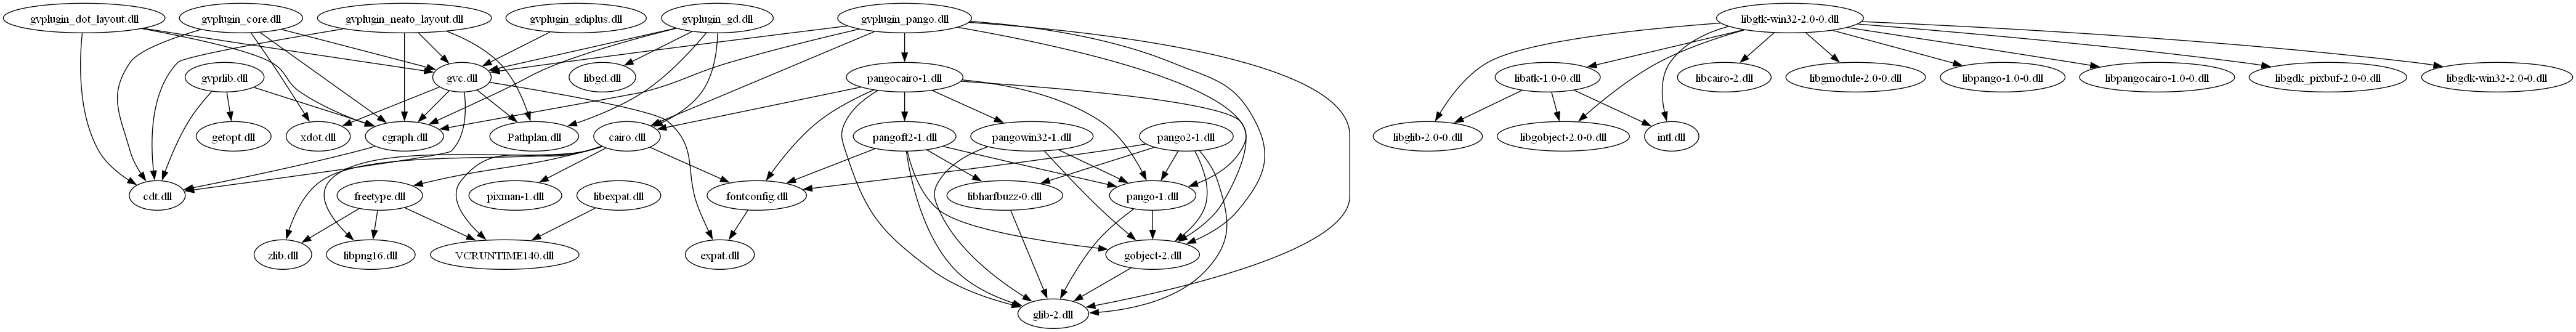 gvplugin_dot_layout.dll
gvplugin_core.dll
gvplugin_neato_layout.dll
gvplugin_gdiplus.dll
gvplugin_gd.dll
gvplugin_pango.dll
libgtk-win32-2.0-0.dll
gvprlib.dll
gvc.dll
libgd.dll
pangocairo-1.dll
libatk-1.0-0.dll
libcairo-2.dll
libgmodule-2.0-0.dll
libpango-1.0-0.dll
libpangocairo-1.0-0.dll
libgdk_pixbuf-2.0-0.dll
libgdk-win32-2.0-0.dll
getopt.dll
xdot.dll
cgraph.dll
Pathplan.dll
cairo.dll
pangoft2-1.dll
pangowin32-1.dll
pango2-1.dll
libglib-2.0-0.dll
libgobject-2.0-0.dll
intl.dll
cdt.dll
freetype.dll
pixman-1.dll
libexpat.dll
fontconfig.dll
libharfbuzz-0.dll
pango-1.dll
zlib.dll
libpng16.dll
VCRUNTIME140.dll
expat.dll
gobject-2.dll
glib-2.dll